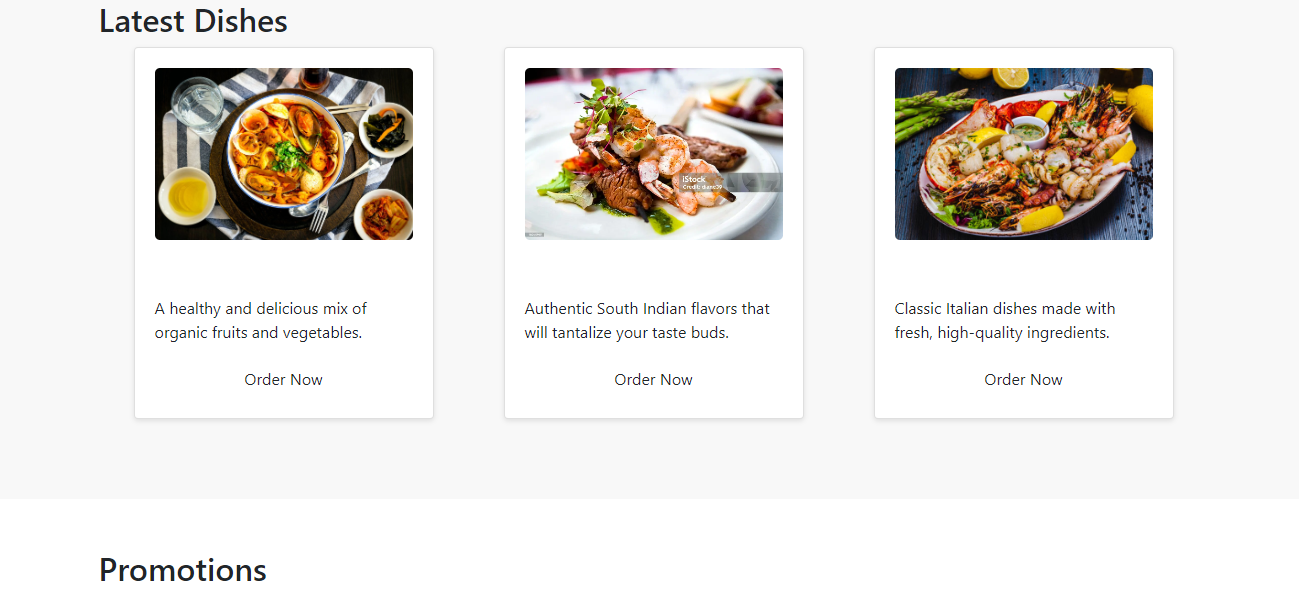 Latest Dishes
iStock
Credit: diane39
A healthy and delicious mix of
organic fruits and vegetables.
Order Now
Authentic South Indian flavors that
will tantalize your taste buds.
Order Now
Classic Italian dishes made with
fresh, high-quality ingredients.
Order Now
Promotions